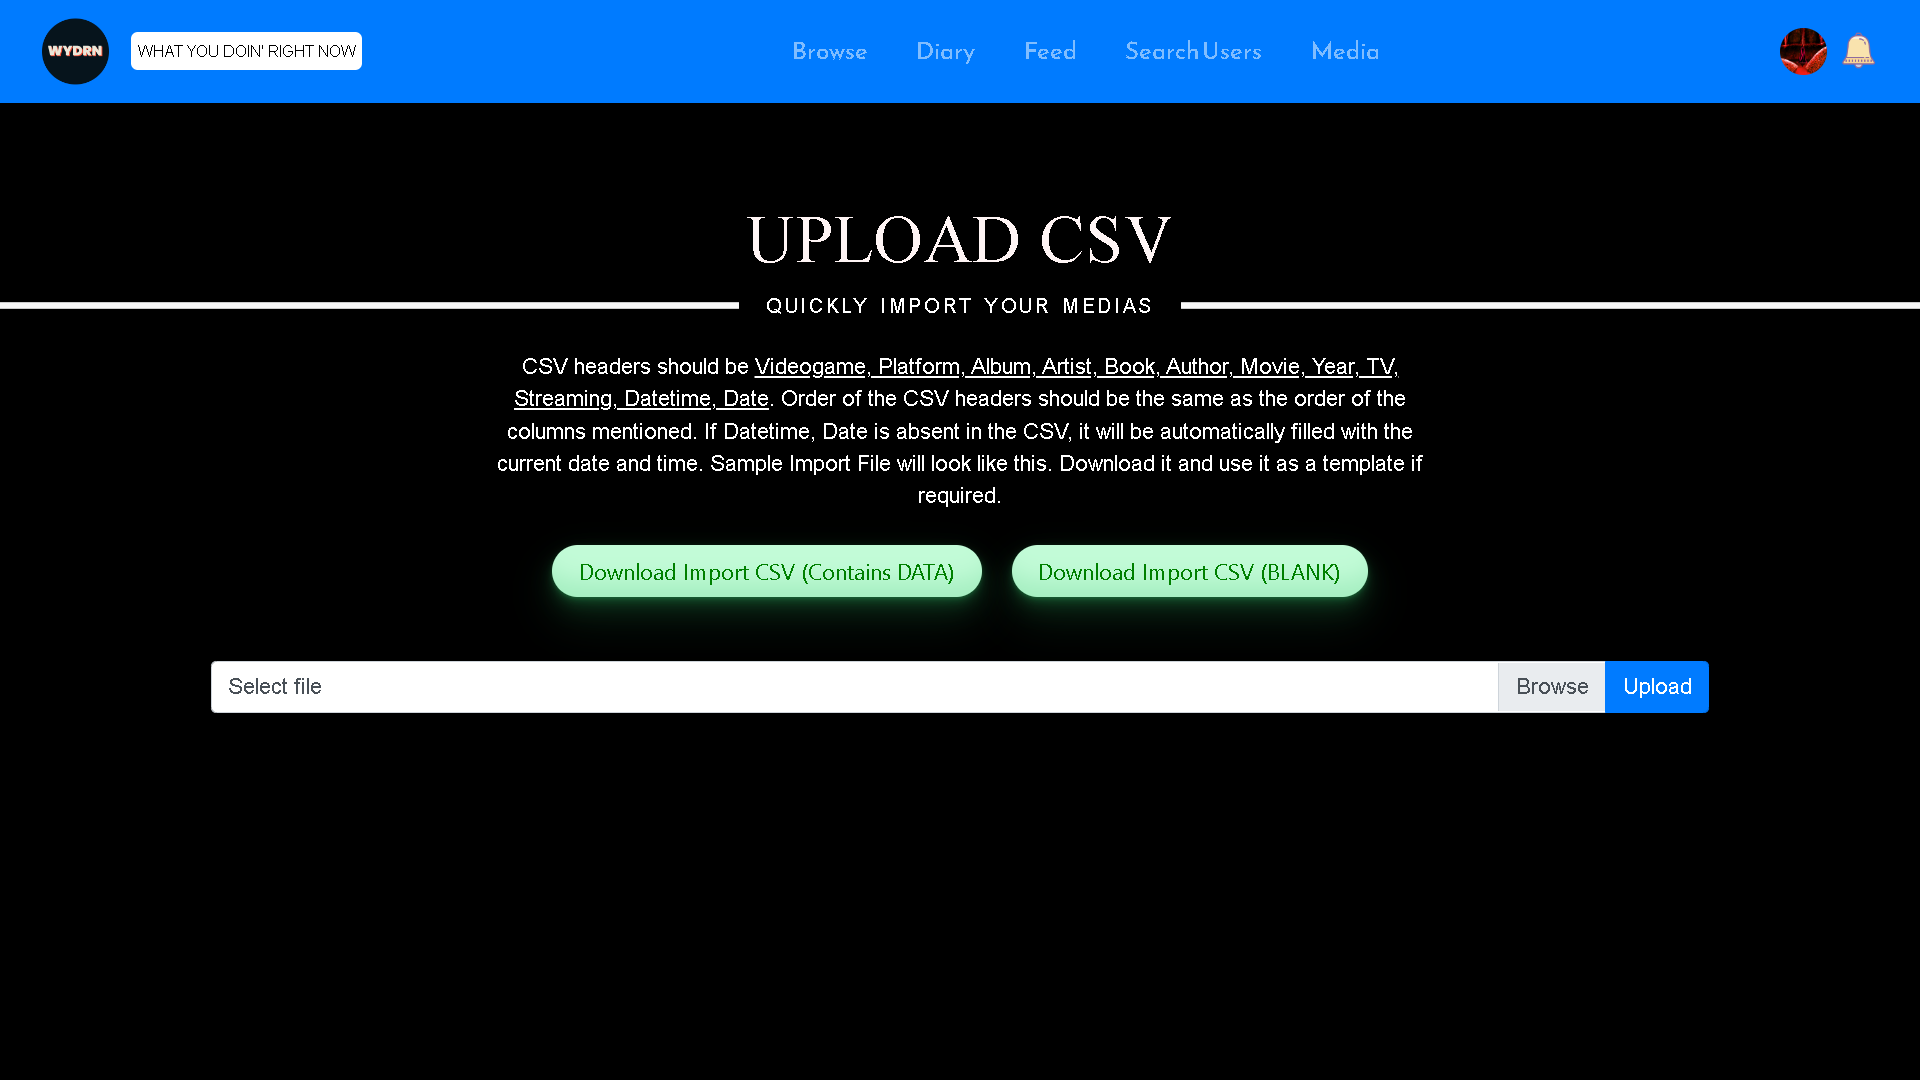 WYDRN
WHAT YOU DOIN' RIGHT NOW
Browse
Diary
Feed
Search Users
Media
UPLOAD CSV
QUICKLY IMPORT YOUR MEDIAS
CSV headers should be Videogame, Platform, Album, Artist, Book, Author, Movie, Year, TV,
Streaming, Datetime, Date. Order of the CSV headers should be the same as the order of the
columns mentioned. If Datetime, Date is absent in the CSV, it will be automatically filled with the
current date and time. Sample Import File will look like this. Download it and use it as a template if
required.
Download Import CSV (Contains DATA)
Download Import CSV (BLANK)
Select file
Browse
Upload